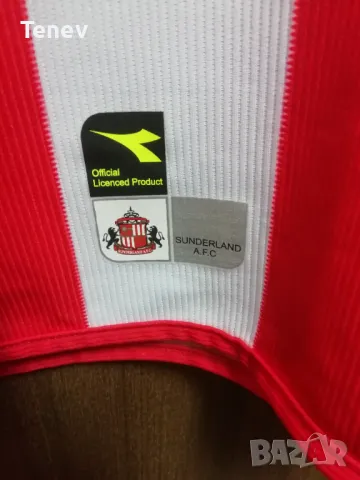 Tenev
Official
Licenced Product
SUNDERLAND
A.F.C
BAZAR